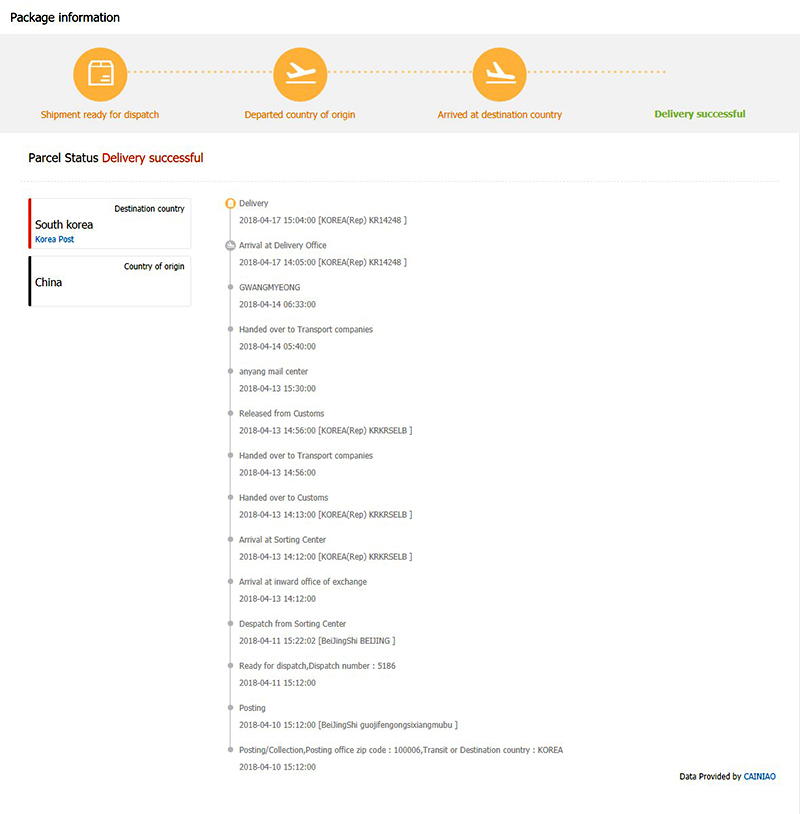 Package information
Shipment ready for dispatch
Departed country of origin
Arrived at destination country
Delivery successful
Parcel Status Delivery successful
Destination country
South korea
Korea Post
Country of origin
China
Delivery
2018-04-17 15:04:00 [KOREA(Rep) KR14248 ]
Arrival at Delivery Office
2018-04-17 14:05:00 [KOREA(Rep) KR14248 ]
GWANGMYEONG
2018-04-14 06:33:00
Handed over to Transport companies
2018-04-14 05:40:00
anyang mail center
2018-04-13 15:30:00
Released from Customs
2018-04-13 14:56:00 [KOREA(Rep) KRKRSELB ]
Handed over to Transport companies
2018-04-13 14:56:00
Handed over to Customs
2018-04-13 14:13:00 [KOREA(Rep) KRKRSELB ]
Arrival at Sorting Center
2018-04-13 14:12:00 [KOREA(Rep) KRKRSELB ]
Arrival at inward office of exchange
2018-04-13 14:12:00
Despatch from Sorting Center
2018-04-11 15:22:02 [BeiJingShi BEIJING ]
Ready for dispatch,Dispatch number : 5186
2018-04-11 15:12:00
Posting
2018-04-10 15:12:00 [BeiJingShi guojifengongsixiangmubu ]
Posting/Collection,Posting office zip code : 100006,Transit or Destination country : KOREA
2018-04-10 15:12:00
Data Provided by CAINIAO